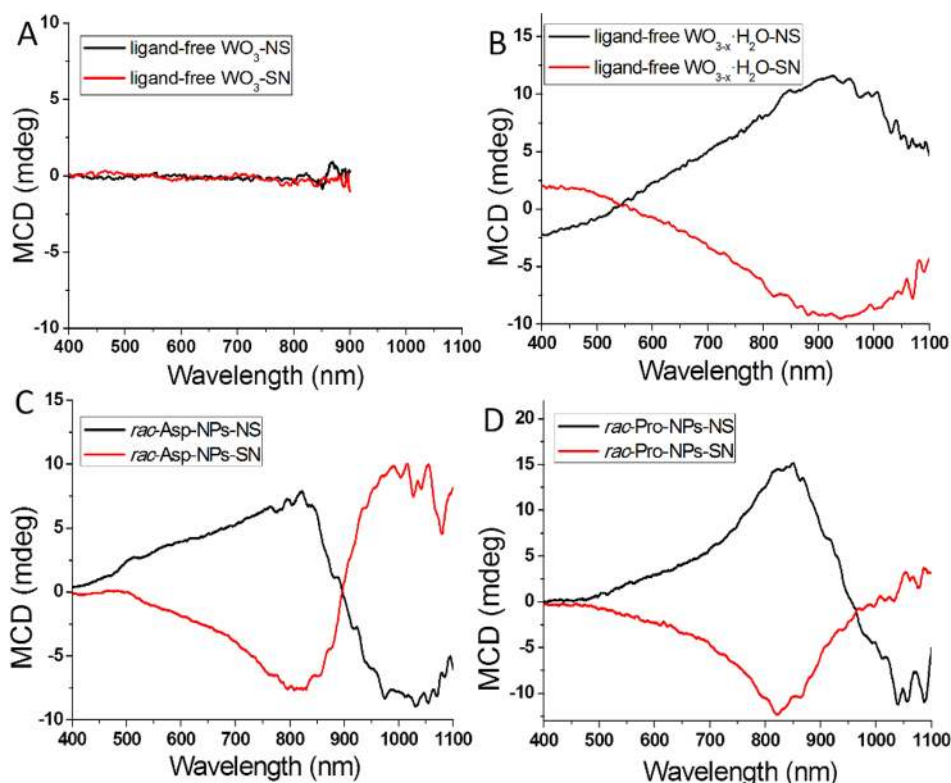 A
ligand-free WO₃-NS
ligand-free WO₃-SN
MCD (mdeg)
10
5
0
-5
-10
400 500 600 700 800 900 1000 1100
Wavelength (nm)
B
ligand-free WO₃₋ₓ·H₂O-NS
ligand-free WO₃₋ₓ·H₂O-SN
MCD (mdeg)
15
10
5
0
-5
-10
400 500 600 700 800 900 1000 1100
Wavelength (nm)
C
rac-Asp-NPs-NS
rac-Asp-NPs-SN
MCD (mdeg)
15
10
5
0
-5
-10
400 500 600 700 800 900 1000 1100
Wavelength (nm)
D
rac-Pro-NPs-NS
rac-Pro-NPs-SN
MCD (mdeg)
20
15
10
5
0
-5
-10
400 500 600 700 800 900 1000 1100
Wavelength (nm)